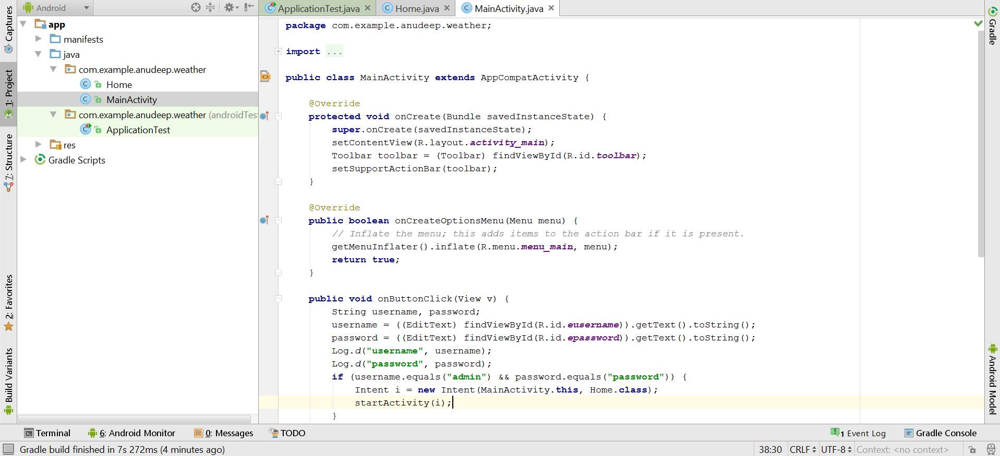 Android
ApplicationTest.java
Home.java
MainActivity.java
Captures
1: Project
7: Structure
2: Favorites
Build Variants
app
manifests
java
com.example.anudeep.weather
Home
MainActivity
com.example.anudeep.weather (androidTes
ApplicationTest
res
Gradle Scripts
package com.example.anudeep.weather;
import ...
public class MainActivity extends AppCompatActivity {
@Override
protected void onCreate(Bundle savedInstanceState) {
super.onCreate(savedInstanceState);
setContentView(R.layout.activity_main);
Toolbar toolbar = (Toolbar) findViewById(R.id.toolbar);
setSupportActionBar(toolbar);
}
@Override
public boolean onCreateOptionsMenu(Menu menu) {
// Inflate the menu; this adds items to the action bar if it is present.
getMenuInflater().inflate(R.menu.menu_main, menu);
return true;
}
public void onButtonClick(View v) {
String username, password;
username = ((EditText) findViewById(R.id.eusername)).getText().toString();
password = ((EditText) findViewById(R.id.epassword)).getText().toString();
Log.d("username", username);
Log.d("password", password);
if (username.equals("admin") && password.equals("password")) {
Intent i = new Intent(MainActivity.this, Home.class);
startActivity(i);
}
Gradle
Android Model
Terminal
6: Android Monitor
0: Messages
TODO
1 Event Log
Gradle Console
Gradle build finished in 7s 272ms (4 minutes ago)
38:30
CRLF
UTF-8
Context: <no context>